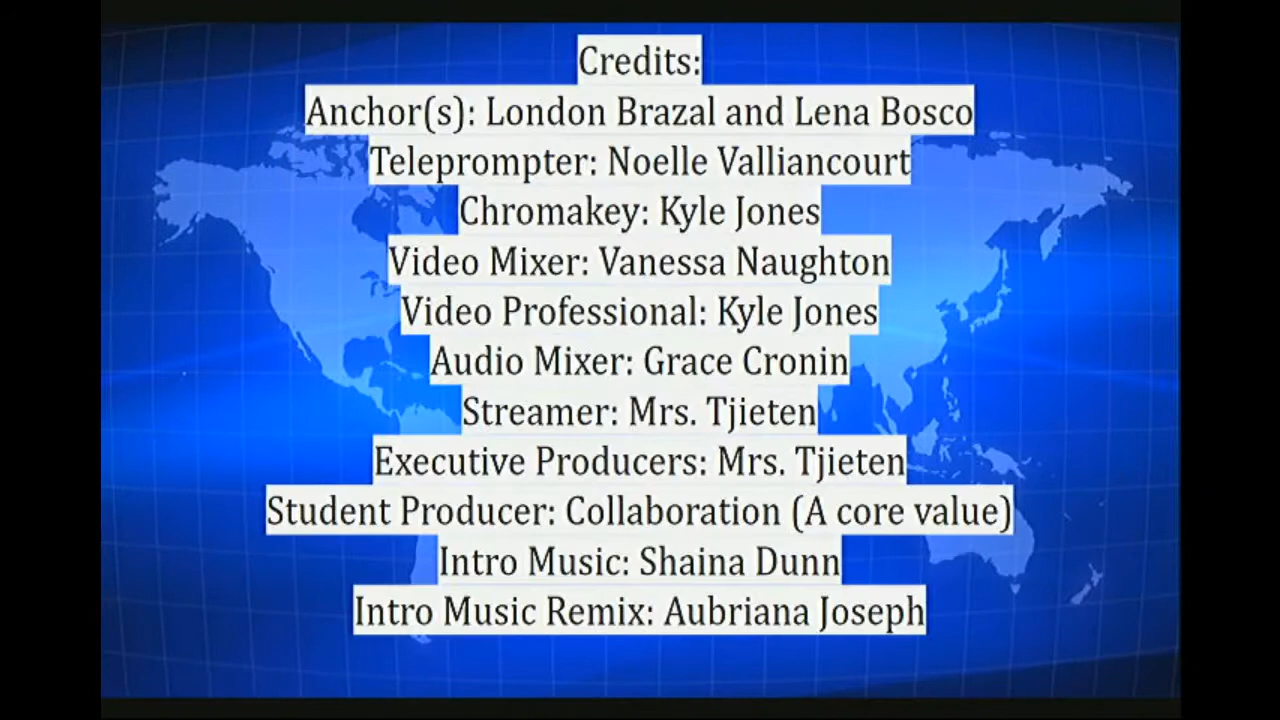 Credits:
Anchor(s): London Brazal and Lena Bosco
Teleprompter: Noelle Valliancourt
Chromakey: Kyle Jones
Video Mixer: Vanessa Naughton
Video Professional: Kyle Jones
Audio Mixer: Grace Cronin
Streamer: Mrs. Tjieten
Executive Producers: Mrs. Tjieten
Student Producer: Collaboration (A core value)
Intro Music: Shaina Dunn
Intro Music Remix: Aubriana Joseph